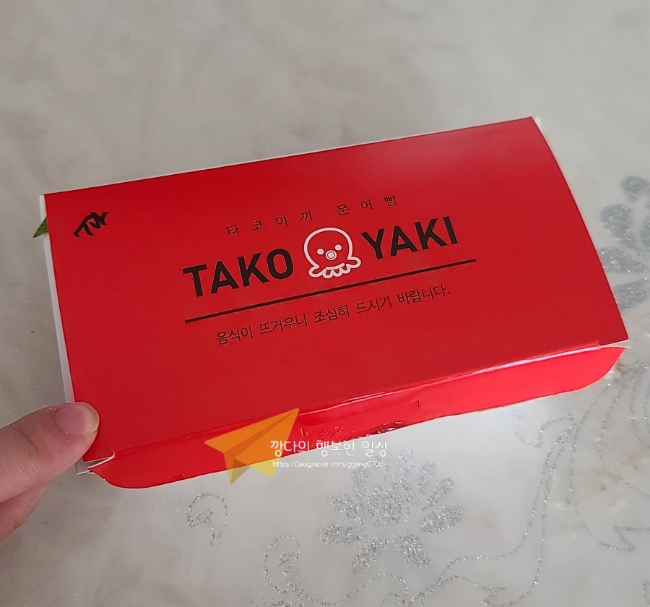 타코야끼 문어빵
TAKO YAKI
음식이 뜨거우니 조심히 드시기 바랍니다.
깡다이 행복한 일상